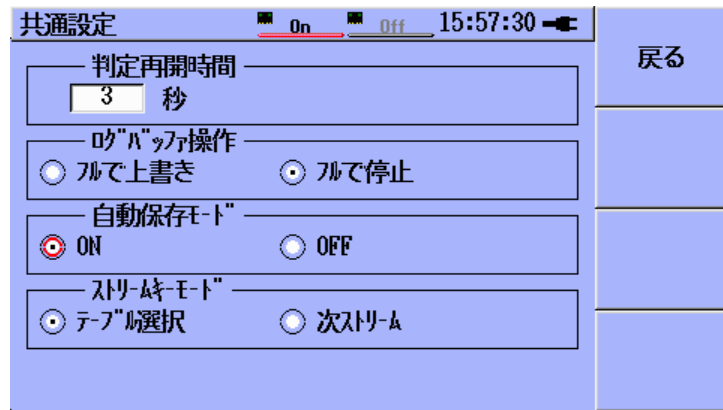 共通設定 On Off 15:57:30
戻る
判定再開時間
3 秒
ﾛｸﾞﾊﾞｯﾌｧ操作
ﾌﾙで上書き ﾌﾙで停止
自動保存ﾓｰﾄﾞ
ON OFF
ｽﾄﾘｰﾑｷｰﾓｰﾄﾞ
ﾃｰﾌﾞﾙ選択 次ｽﾄﾘｰﾑ